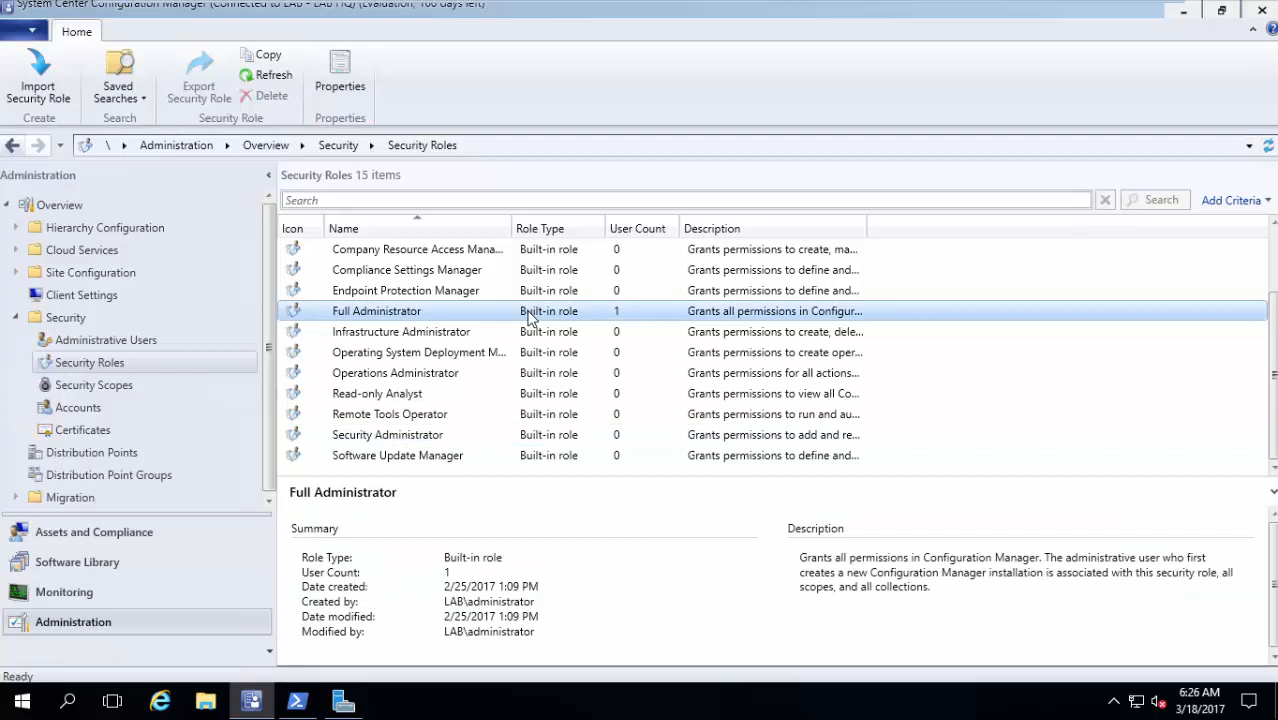 System Center Configuration Manager (Connected to LAB - LAB HQ) (Evaluation, 160 days left)
Home
Import Security Role
Saved Searches
Export Security Role
Copy
Refresh
Delete
Properties
Create
Search
Security Role
Properties
\ Administration Overview Security Security Roles
Administration
Overview
Hierarchy Configuration
Cloud Services
Site Configuration
Client Settings
Security
Administrative Users
Security Roles
Security Scopes
Accounts
Certificates
Distribution Points
Distribution Point Groups
Migration
Assets and Compliance
Software Library
Monitoring
Administration
Security Roles 15 items
Search
Search
Add Criteria
Icon Name Role Type User Count Description
Company Resource Access Mana... Built-in role 0 Grants permissions to create, ma...
Compliance Settings Manager Built-in role 0 Grants permissions to define and...
Endpoint Protection Manager Built-in role 0 Grants permissions to define and...
Full Administrator Built-in role 1 Grants all permissions in Configur...
Infrastructure Administrator Built-in role 0 Grants permissions to create, dele...
Operating System Deployment M... Built-in role 0 Grants permissions to create oper...
Operations Administrator Built-in role 0 Grants permissions for all actions...
Read-only Analyst Built-in role 0 Grants permissions to view all Co...
Remote Tools Operator Built-in role 0 Grants permissions to run and au...
Security Administrator Built-in role 0 Grants permissions to add and re...
Software Update Manager Built-in role 0 Grants permissions to define and...
Full Administrator
Summary
Role Type: Built-in role
User Count: 1
Date created: 2/25/2017 1:09 PM
Created by: LAB\administrator
Date modified: 2/25/2017 1:09 PM
Modified by: LAB\administrator
Description
Grants all permissions in Configuration Manager. The administrative user who first
creates a new Configuration Manager installation is associated with this security role, all
scopes, and all collections.
Ready
6:26 AM
3/18/2017